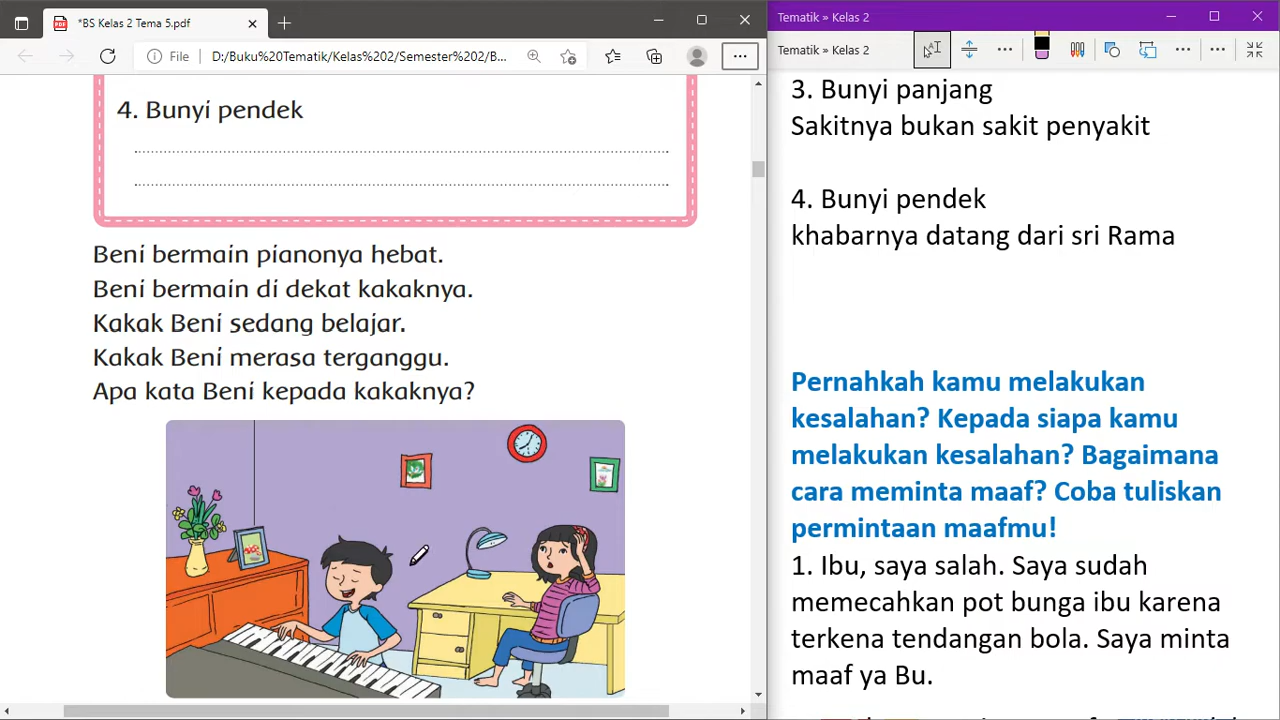 *BS Kelas 2 Tema 5.pdf
File
D:/Buku%20Tematik/Kelas%202/Semester%202/B...
4. Bunyi pendek
Beni bermain pianonya hebat.
Beni bermain di dekat kakaknya.
Kakak Beni sedang belajar.
Kakak Beni merasa terganggu.
Apa kata Beni kepada kakaknya?
Tematik » Kelas 2
Tematik » Kelas 2
3. Bunyi panjang
Sakitnya bukan sakit penyakit
4. Bunyi pendek
khabarnya datang dari sri Rama
Pernahkah kamu melakukan
kesalahan? Kepada siapa kamu
melakukan kesalahan? Bagaimana
cara meminta maaf? Coba tuliskan
permintaan maafmu!
1. Ibu, saya salah. Saya sudah
memecahkan pot bunga ibu karena
terkena tendangan bola. Saya minta
maaf ya Bu.